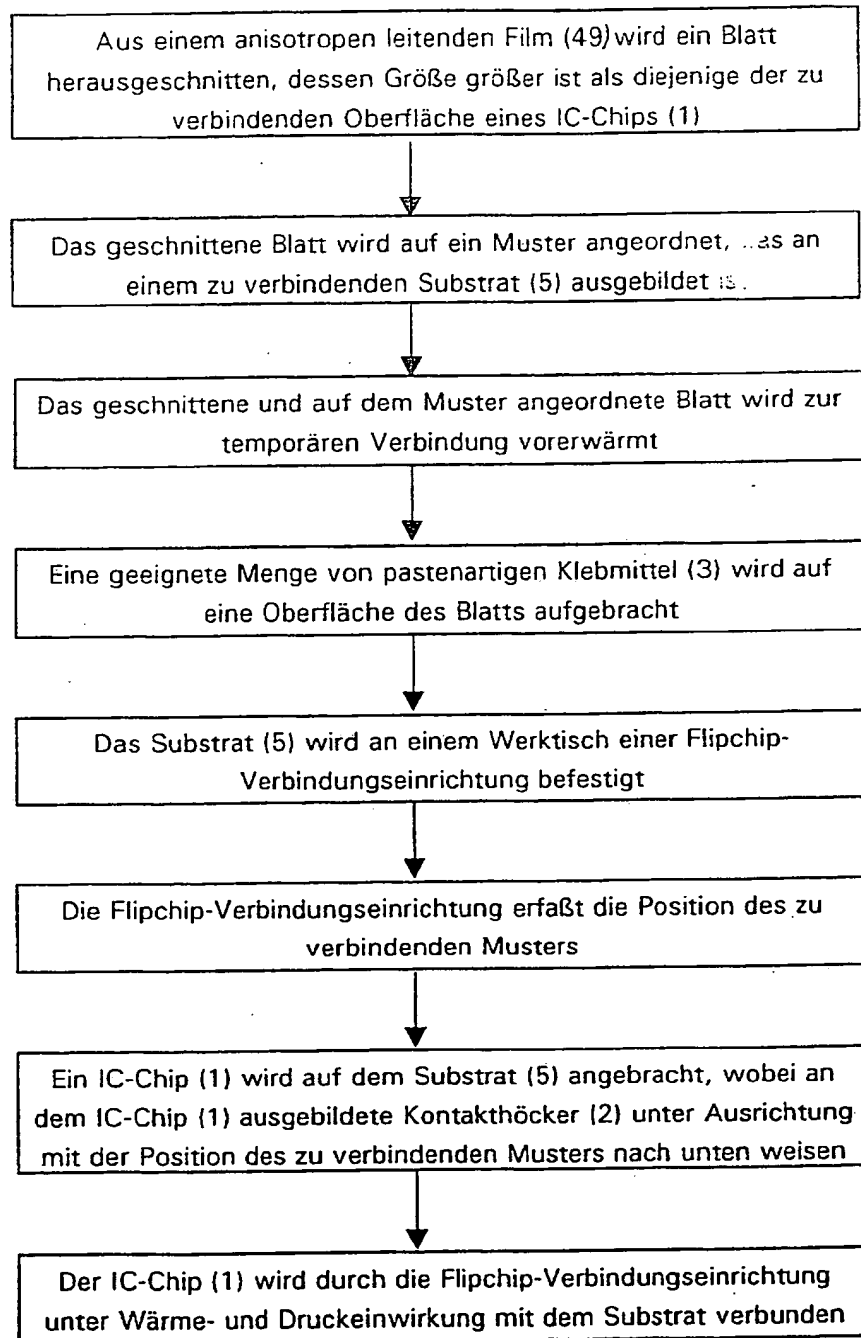 Aus einem anisotropen leitenden Film (49) wird ein Blatt
herausgeschnitten, dessen Größe größer ist als diejenige der zu
verbindenden Oberfläche eines IC-Chips (1)
Das geschnittene Blatt wird auf ein Muster angeordnet, an
einem zu verbindenden Substrat (5) ausgebildet
Das geschnittene und auf dem Muster angeordnete Blatt wird zur
temporären Verbindung vorerwärmt
Eine geeignete Menge von pastenartigen Klebmittel (3) wird auf
eine Oberfläche des Blatts aufgebracht
Das Substrat (5) wird an einem Werktisch einer Flipchip-
Verbindungseinrichtung befestigt
Die Flipchip-Verbindungseinrichtung erfaßt die Position des zu
verbindenden Musters
Ein IC-Chip (1) wird auf dem Substrat (5) angebracht, wobei an
dem IC-Chip (1) ausgebildete Kontakthöcker (2) unter Ausrichtung
mit der Position des zu verbindenden Musters nach unten weisen
Der IC-Chip (1) wird durch die Flipchip-Verbindungseinrichtung
unter Wärme- und Druckeinwirkung mit dem Substrat verbunden